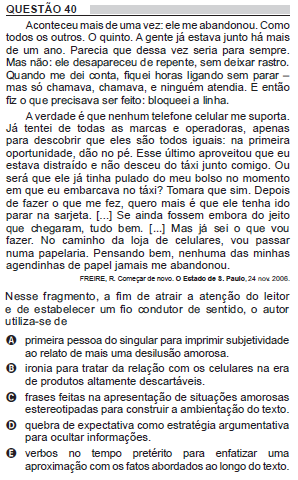 QUESTÃO 40
Aconteceu mais de uma vez: ele me abandonou. Como
todos os outros. O quinto. A gente já estava junto há mais
de um ano. Parecia que dessa vez seria para sempre.
Mas não: ele desapareceu de repente, sem deixar rastro.
Quando me dei conta, fiquei horas ligando sem parar –
mas só chamava, chamava, e ninguém atendia. E então
fiz o que precisava ser feito: bloqueei a linha.
A verdade é que nenhum telefone celular me suporta.
Já tentei de todas as marcas e operadoras, apenas
para descobrir que eles são todos iguais: na primeira
oportunidade, dão no pé. Esse último aproveitou que eu
estava distraído e não desceu do táxi junto comigo. Ou
será que ele já tinha pulado do meu bolso no momento
em que eu embarcava no táxi? Tomara que sim. Depois
de fazer o que me fez, quero mais é que ele tenha ido
parar na sarjeta. [...] Se ainda fossem embora do jeito
que chegaram, tudo bem. [...] Mas já sei o que vou
fazer. No caminho da loja de celulares, vou passar
numa papelaria. Pensando bem, nenhuma das minhas
agendinhas de papel jamais me abandonou.
FREIRE, R. Começar de novo. O Estado de S. Paulo, 24 nov. 2006.
Nesse fragmento, a fim de atrair a atenção do leitor
e de estabelecer um fio condutor de sentido, o autor
utiliza-se de
A primeira pessoa do singular para imprimir subjetividade
ao relato de mais uma desilusão amorosa.
B ironia para tratar da relação com os celulares na era
de produtos altamente descartáveis.
C frases feitas na apresentação de situações amorosas
estereotipadas para construir a ambientação do texto.
D quebra de expectativa como estratégia argumentativa
para ocultar informações.
E verbos no tempo pretérito para enfatizar uma
aproximação com os fatos abordados ao longo do texto.